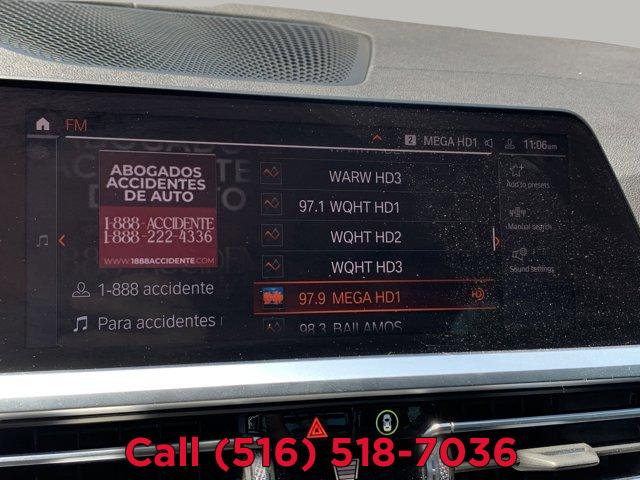 FM
2 MEGA HD1 11:06 am
ABOGADOS
ACCIDENTES
DE AUTO
1-888-ACCIDENTE
1-888-222-4336
WWW.1888ACCIDENTE.COM
1-888 accidente
Para accidentes
WARW HD3
97.1 WQHT HD1
WQHT HD2
WQHT HD3
97.9 MEGA HD1
98.3 BAILAMOS
Add to presets
Manual search
Sound settings
Call (516) 518-7036